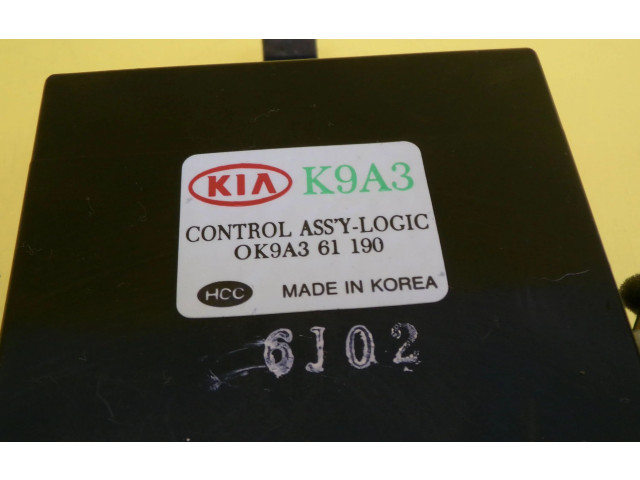 KIA K9A3
CONTROL ASS'Y-LOGIC
OK9A3 61 190
HCC MADE IN KOREA
6J02